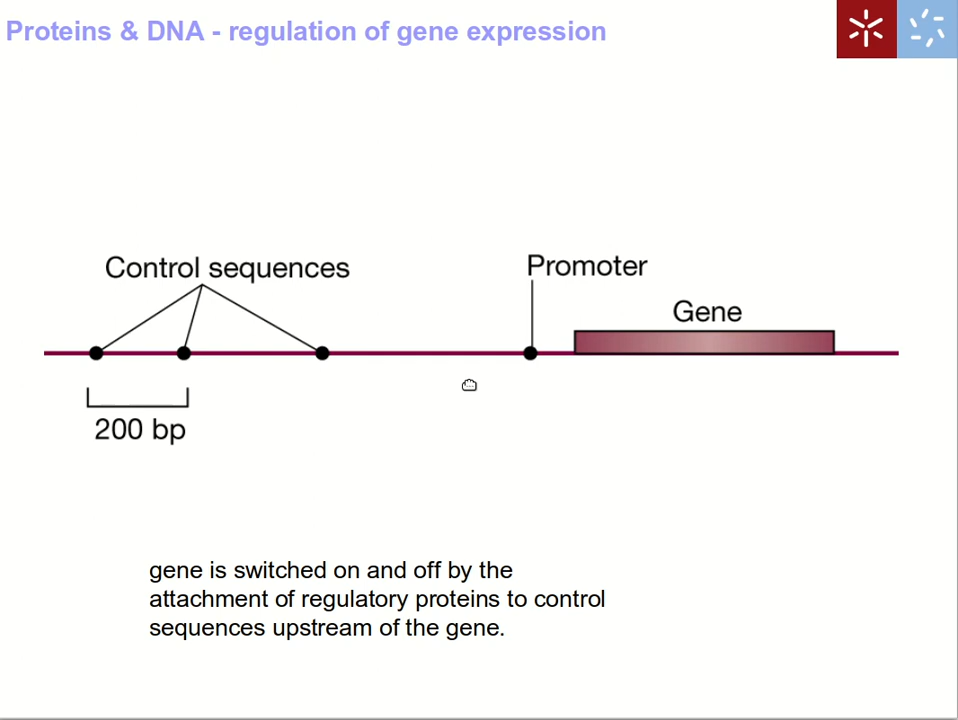 Proteins & DNA - regulation of gene expression
Control sequences
Promoter
Gene
200 bp
gene is switched on and off by the
attachment of regulatory proteins to control
sequences upstream of the gene.